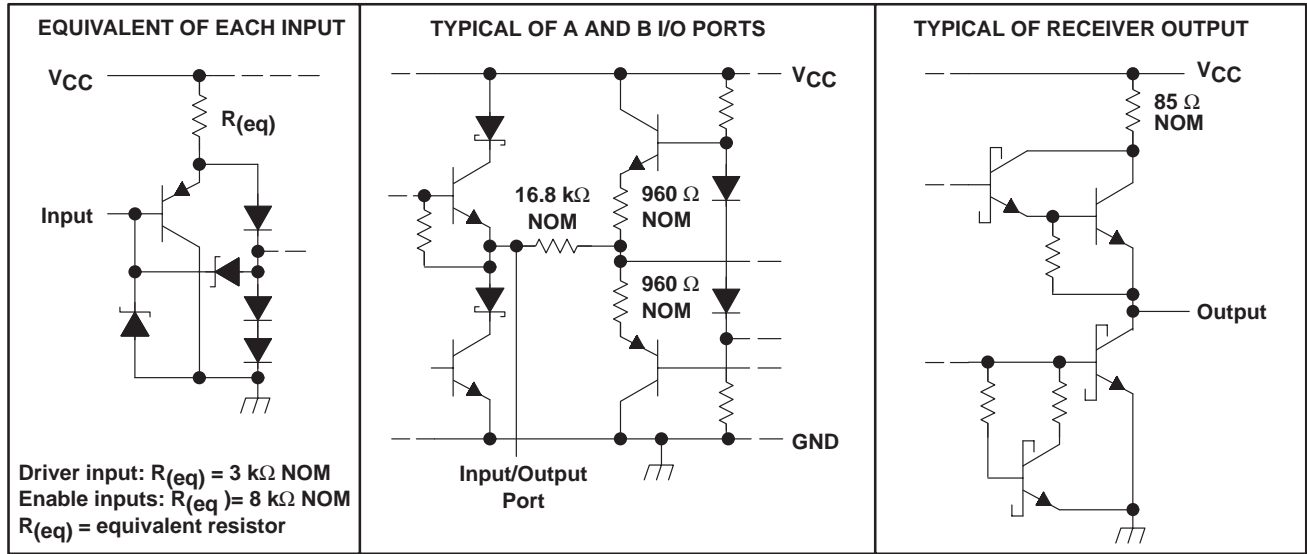 EQUIVALENT OF EACH INPUT
VCC
R(eq)
Input
Driver input: R(eq) = 3 kΩ NOM
Enable inputs: R(eq )= 8 kΩ NOM
R(eq) = equivalent resistor
TYPICAL OF A AND B I/O PORTS
VCC
16.8 kΩ
NOM
960 Ω
NOM
960 Ω
NOM
GND
Input/Output
Port
TYPICAL OF RECEIVER OUTPUT
VCC
85 Ω
NOM
Output